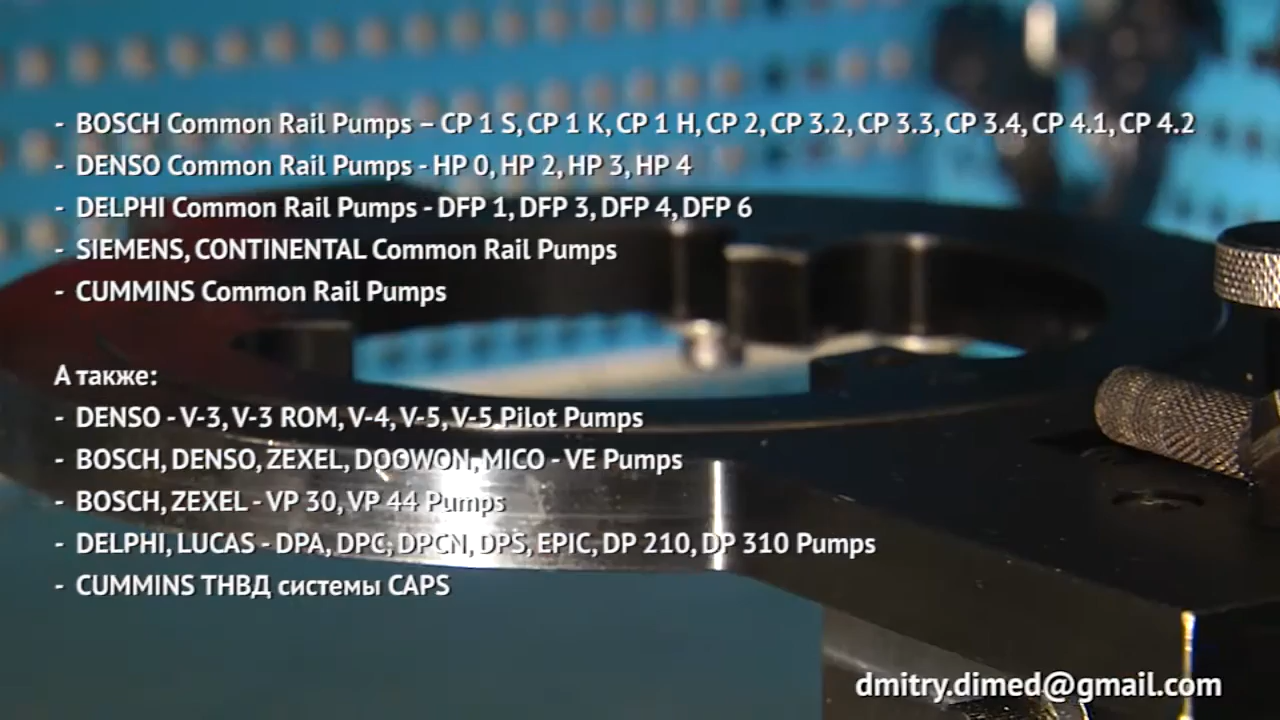 - BOSCH Common Rail Pumps – CP 1 S, CP 1 K, CP 1 H, CP 2, CP 3.2, CP 3.3, CP 3.4, CP 4.1, CP 4.2
- DENSO Common Rail Pumps - HP 0, HP 2, HP 3, HP 4
- DELPHI Common Rail Pumps - DFP 1, DFP 3, DFP 4, DFP 6
- SIEMENS, CONTINENTAL Common Rail Pumps
- CUMMINS Common Rail Pumps
А также:
- DENSO - V-3, V-3 ROM, V-4, V-5, V-5 Pilot Pumps
- BOSCH, DENSO, ZEXEL, DOOWON, MICO - VE Pumps
- BOSCH, ZEXEL - VP 30, VP 44 Pumps
- DELPHI, LUCAS - DPA, DPC, DPCN, DPS, EPIC, DP 210, DP 310 Pumps
- CUMMINS ТНВД системы CAPS
dmitry.dimed@gmail.com